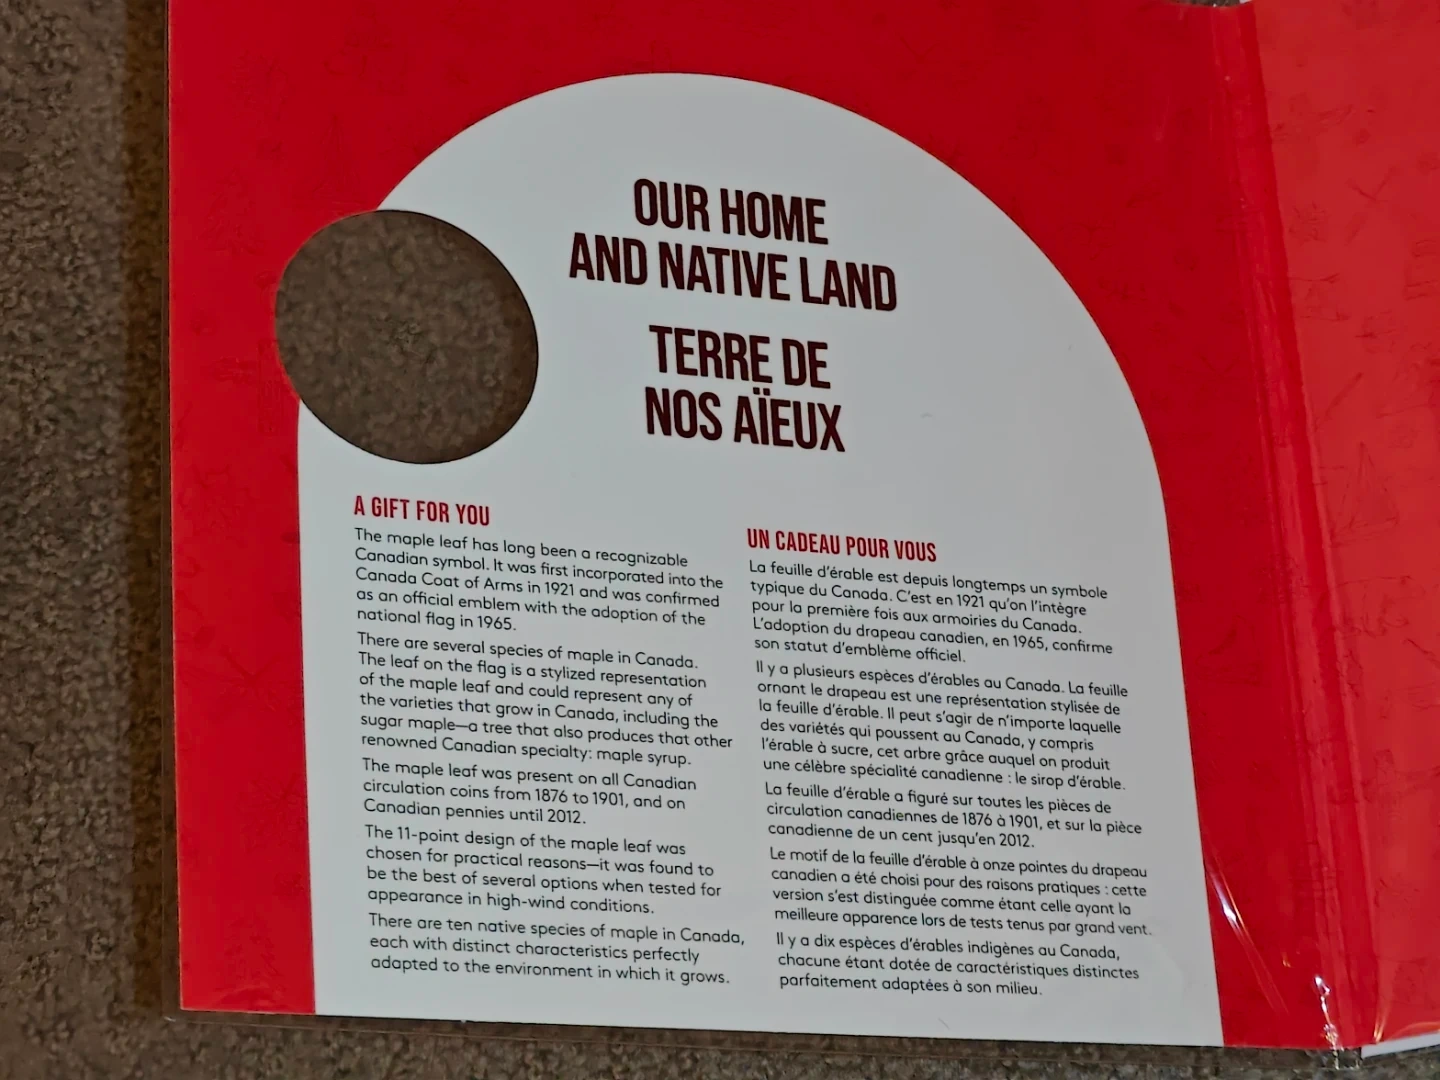 OUR HOME
AND NATIVE LAND
TERRE DE
NOS AÏEUX
A GIFT FOR YOU
The maple leaf has long been a recognizable
Canadian symbol. It was first incorporated into the
Canada Coat of Arms in 1921 and was confirmed
as an official emblem with the adoption of the
national flag in 1965.
There are several species of maple in Canada.
The leaf on the flag is a stylized representation
of the maple leaf and could represent any of
the varieties that grow in Canada, including the
sugar maple—a tree that also produces that other
renowned Canadian specialty: maple syrup.
The maple leaf was present on all Canadian
circulation coins from 1876 to 1901, and on
Canadian pennies until 2012.
The 11-point design of the maple leaf was
chosen for practical reasons—it was found to
be the best of several options when tested for
appearance in high-wind conditions.
There are ten native species of maple in Canada,
each with distinct characteristics perfectly
adapted to the environment in which it grows.
UN CADEAU POUR VOUS
La feuille d'érable est depuis longtemps un symbole
typique du Canada. C'est en 1921 qu'on l'intègre
pour la première fois aux armoiries du Canada.
L'adoption du drapeau canadien, en 1965, confirme
son statut d'emblème officiel.
Il y a plusieurs espèces d'érables au Canada. La feuille
ornant le drapeau est une représentation stylisée de
la feuille d'érable. Il peut s'agir de n'importe laquelle
des variétés qui poussent au Canada, y compris
l'érable à sucre, cet arbre grâce auquel on produit
une célèbre spécialité canadienne : le sirop d'érable.
La feuille d'érable a figuré sur toutes les pièces de
circulation canadiennes de 1876 à 1901, et sur la pièce
canadienne de un cent jusqu'en 2012.
Le motif de la feuille d'érable à onze pointes du drapeau
canadien a été choisi pour des raisons pratiques : cette
version s'est distinguée comme étant celle ayant la
meilleure apparence lors de tests tenus par grand vent.
Il y a dix espèces d'érables indigènes au Canada,
chacune étant dotée de caractéristiques distinctes
parfaitement adaptées à son milieu.